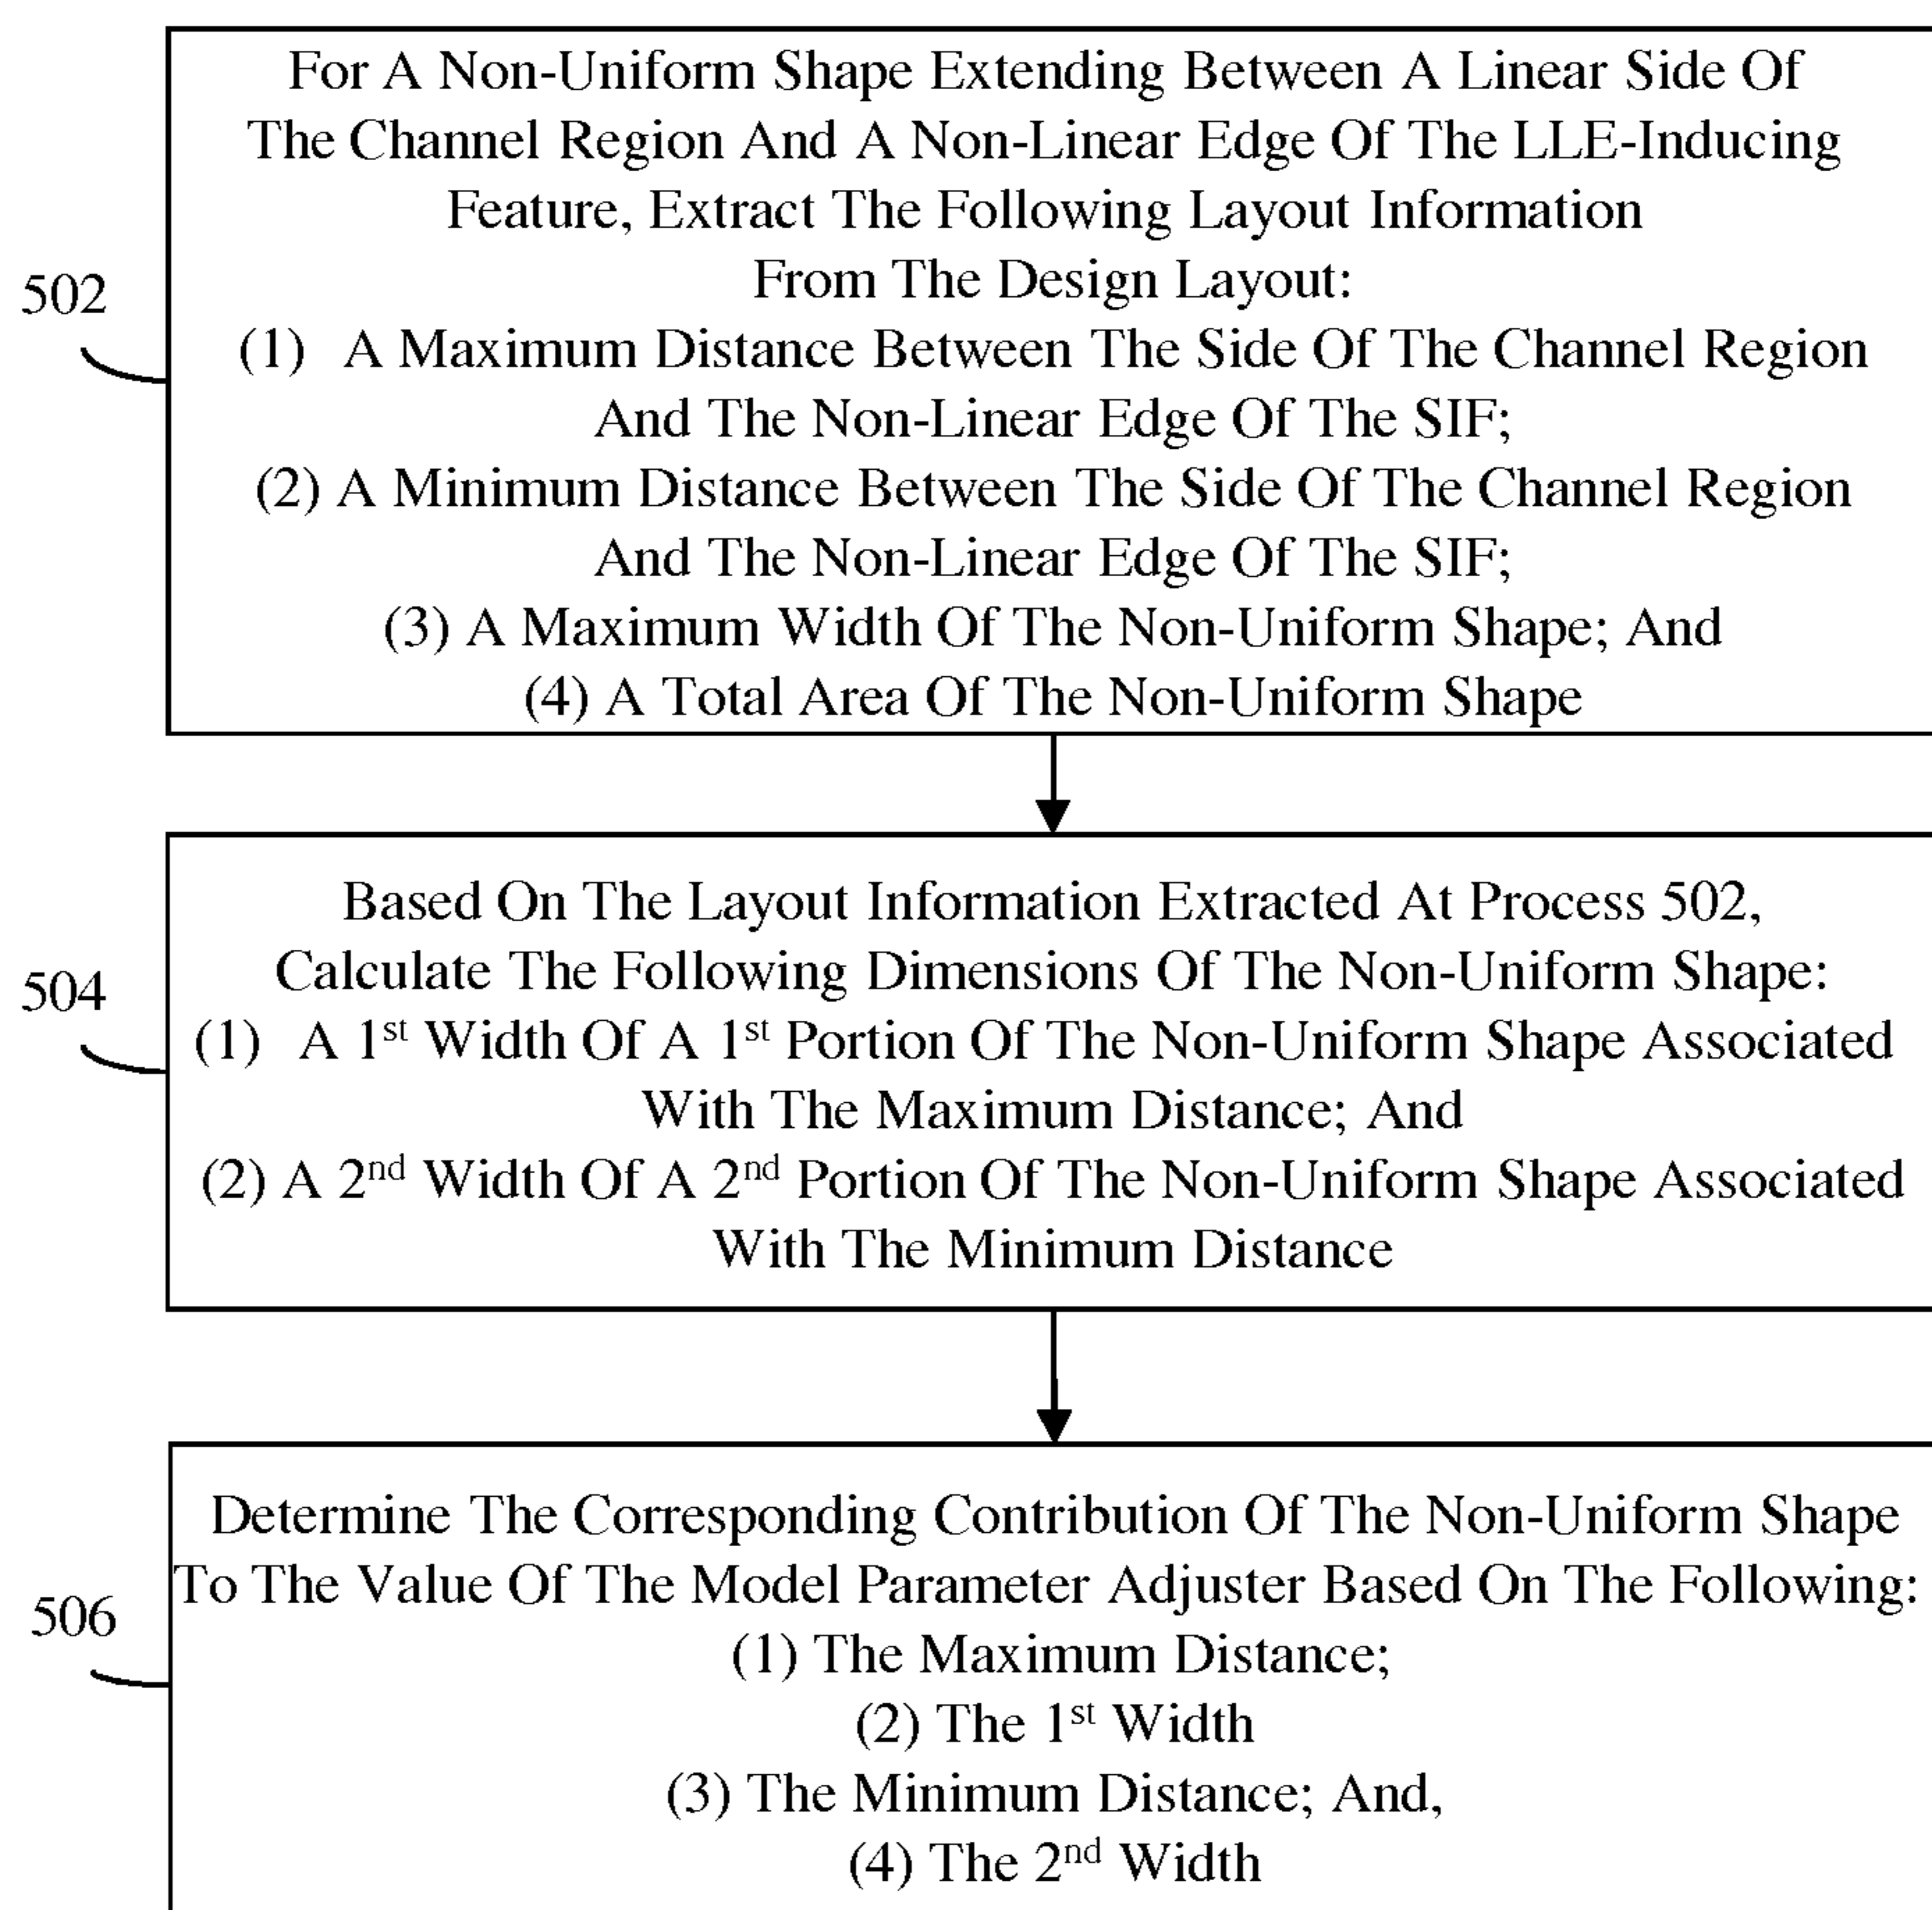 For A Non-Uniform Shape Extending Between A Linear Side Of
The Channel Region And A Non-Linear Edge Of The LLE-Inducing
Feature, Extract The Following Layout Information
From The Design Layout:
502
(1) A Maximum Distance Between The Side Of The Channel Region
And The Non-Linear Edge Of The SIF;
(2) A Minimum Distance Between The Side Of The Channel Region
And The Non-Linear Edge Of The SIF;
(3) A Maximum Width Of The Non-Uniform Shape; And
(4) A Total Area Of The Non-Uniform Shape
Based On The Layout Information Extracted At Process 502,
Calculate The Following Dimensions Of The Non-Uniform Shape:
504
(1) A 1st Width Of A 1st Portion Of The Non-Uniform Shape Associated
With The Maximum Distance; And
(2) A 2nd Width Of A 2nd Portion Of The Non-Uniform Shape Associated
With The Minimum Distance
Determine The Corresponding Contribution Of The Non-Uniform Shape
To The Value Of The Model Parameter Adjuster Based On The Following:
506
(1) The Maximum Distance;
(2) The 1st Width
(3) The Minimum Distance; And,
(4) The 2nd Width